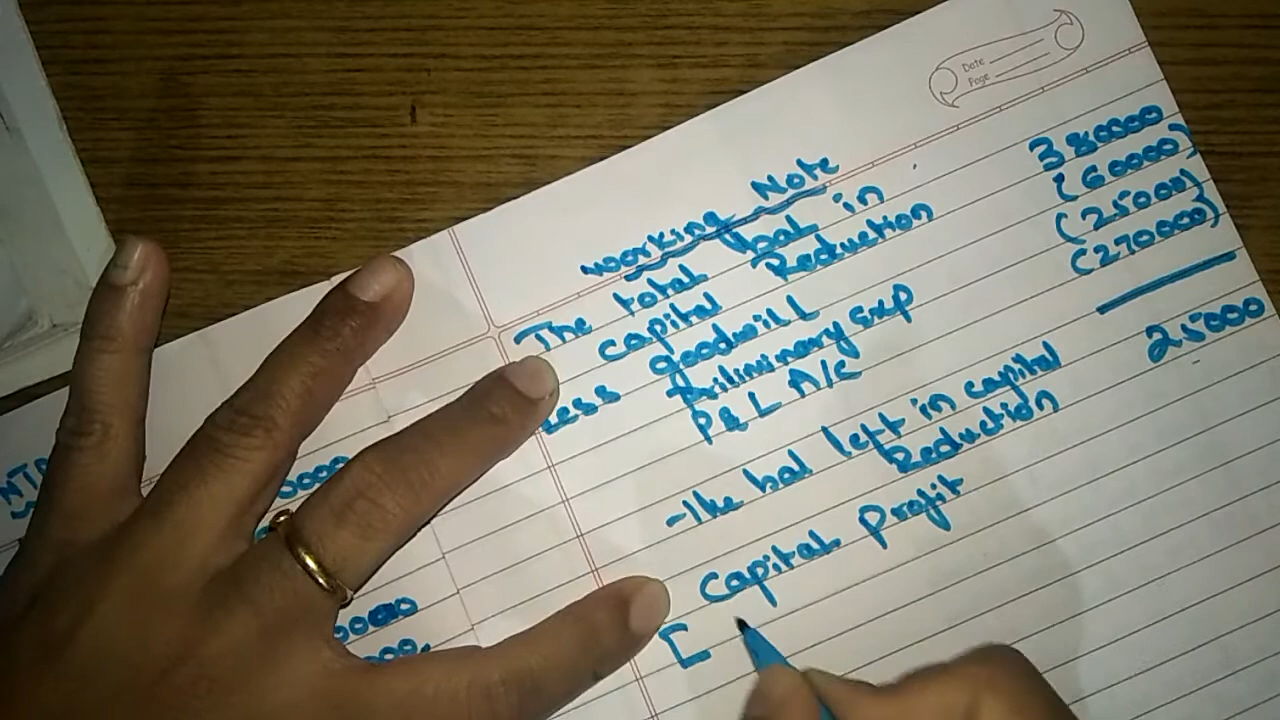 Date
Page
Working Note
The total bal in
capital Reduction 380000
Less goodwill (60000)
Priliminary Exp (25000)
P&L A/C (270000)
The bal left in capital
Reduction 25000
Capital Profit
[
0000